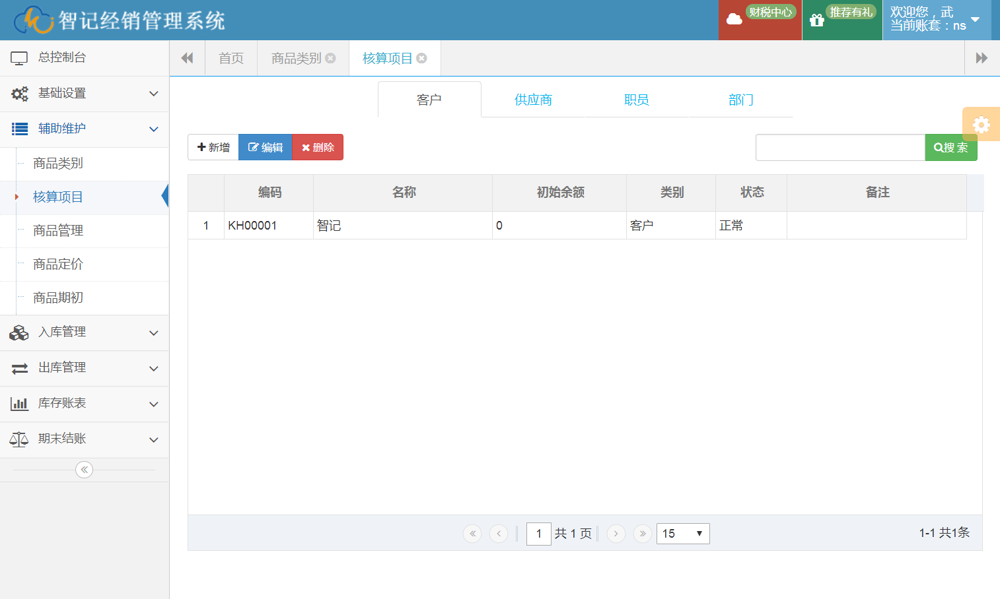 智记经销管理系统
财税中心
推荐有礼
欢迎您，武
当前账套：ns
总控制台
基础设置
辅助维护
商品类别
核算项目
商品管理
商品定价
商品期初
入库管理
出库管理
库存账表
期末结账
首页 商品类别 核算项目
客户 供应商 职员 部门
新增 编辑 删除 搜 索
编码 名称 初始余额 类别 状态 备注
1 KH00001 智记 0 客户 正常
1 共 1 页 15 1-1 共1条